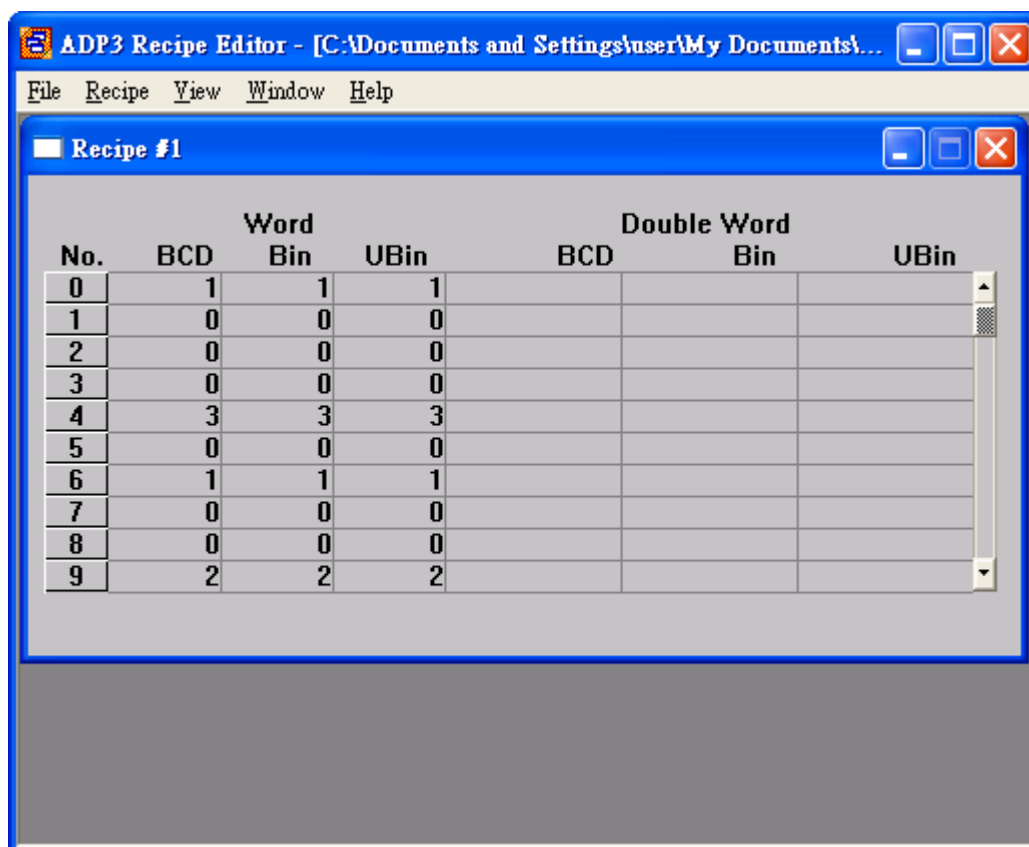 ADP3 Recipe Editor - [C:\Documents and Settings\user\My Documents\...
File Recipe View Window Help
Recipe #1
Word Double Word
No. BCD Bin UBin BCD Bin UBin
0 1 1 1
1 0 0 0
2 0 0 0
3 0 0 0
4 3 3 3
5 0 0 0
6 1 1 1
7 0 0 0
8 0 0 0
9 2 2 2